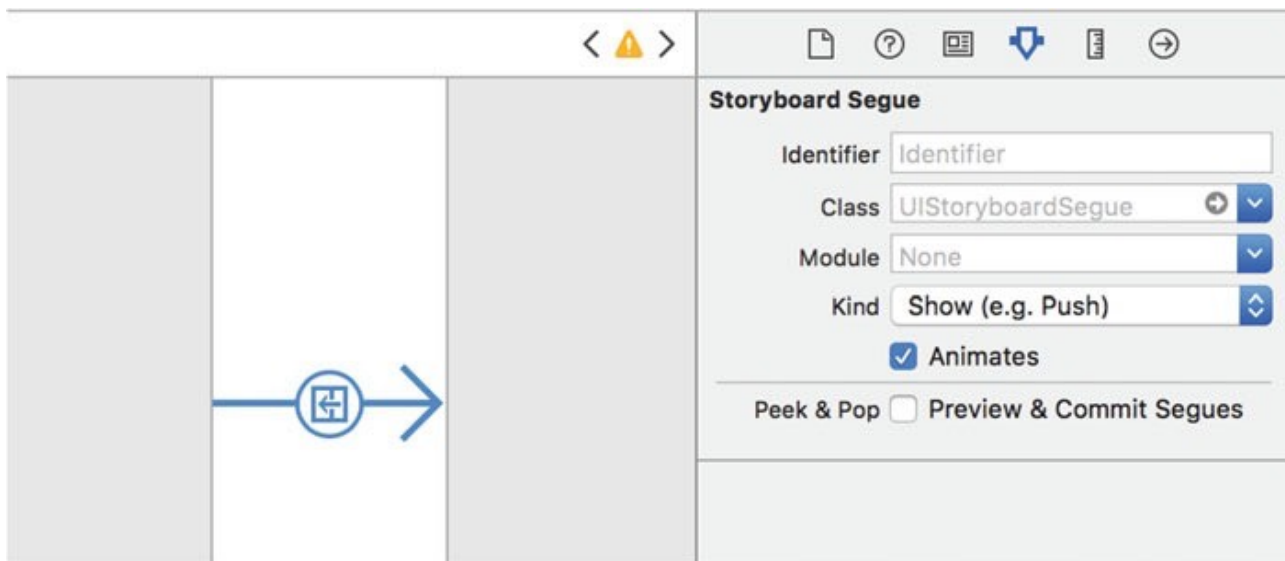 Storyboard Segue
Identifier Identifier
Class UIStoryboardSegue
Module None
Kind Show (e.g. Push)
Animates
Peek & Pop Preview & Commit Segues